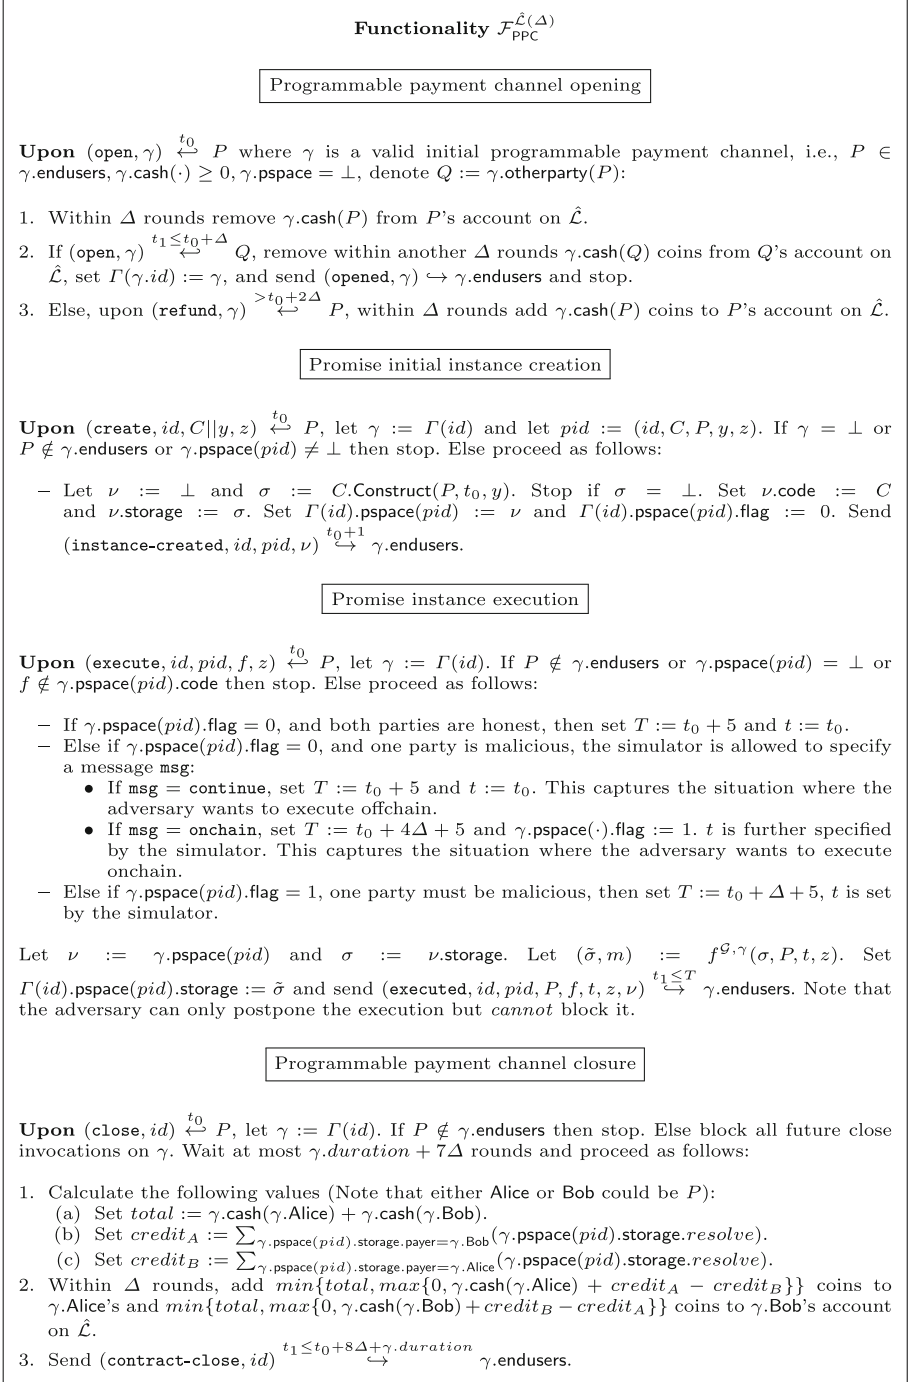 Functionality $\mathcal{F}_{\mathsf{PPC}}^{\hat{\mathcal{L}}(\Delta)}$
Programmable payment channel opening
Upon (open, γ) $\overset{t_0}{\hookleftarrow}$ P where γ is a valid initial programmable payment channel, i.e., P ∈
γ.endusers, γ.cash(·) ≥ 0, γ.pspace = ⊥, denote Q := γ.otherparty(P):
1. Within Δ rounds remove γ.cash(P) from P's account on $\hat{\mathcal{L}}$.
2. If (open, γ) $\overset{t_1 \leq t_0+\Delta}{\hookleftarrow}$ Q, remove within another Δ rounds γ.cash(Q) coins from Q's account on
$\hat{\mathcal{L}}$, set Γ(γ.id) := γ, and send (opened, γ) ↪ γ.endusers and stop.
3. Else, upon (refund, γ) $\overset{>t_0+2\Delta}{\hookleftarrow}$ P, within Δ rounds add γ.cash(P) coins to P's account on $\hat{\mathcal{L}}$.
Promise initial instance creation
Upon (create, id, C||y, z) $\overset{t_0}{\hookleftarrow}$ P, let γ := Γ(id) and let pid := (id, C, P, y, z). If γ = ⊥ or
P ∉ γ.endusers or γ.pspace(pid) ≠ ⊥ then stop. Else proceed as follows:
– Let ν := ⊥ and σ := C.Construct(P, t₀, y). Stop if σ = ⊥. Set ν.code := C
and ν.storage := σ. Set Γ(id).pspace(pid) := ν and Γ(id).pspace(pid).flag := 0. Send
(instance-created, id, pid, ν) $\overset{t_0+1}{\hookrightarrow}$ γ.endusers.
Promise instance execution
Upon (execute, id, pid, f, z) $\overset{t_0}{\hookleftarrow}$ P, let γ := Γ(id). If P ∉ γ.endusers or γ.pspace(pid) = ⊥ or
f ∉ γ.pspace(pid).code then stop. Else proceed as follows:
– If γ.pspace(pid).flag = 0, and both parties are honest, then set T := t₀ + 5 and t := t₀.
– Else if γ.pspace(pid).flag = 0, and one party is malicious, the simulator is allowed to specify
a message msg:
• If msg = continue, set T := t₀ + 5 and t := t₀. This captures the situation where the
adversary wants to execute offchain.
• If msg = onchain, set T := t₀ + 4Δ + 5 and γ.pspace(·).flag := 1. t is further specified
by the simulator. This captures the situation where the adversary wants to execute
onchain.
– Else if γ.pspace(pid).flag = 1, one party must be malicious, then set T := t₀ + Δ + 5, t is set
by the simulator.
Let ν := γ.pspace(pid) and σ := ν.storage. Let (σ̃, m) := $f^{\mathcal{G},\gamma}$(σ, P, t, z). Set
Γ(id).pspace(pid).storage := σ̃ and send (executed, id, pid, P, f, t, z, ν) $\overset{t_1 \leq T}{\hookrightarrow}$ γ.endusers. Note that
the adversary can only postpone the execution but cannot block it.
Programmable payment channel closure
Upon (close, id) $\overset{t_0}{\hookleftarrow}$ P, let γ := Γ(id). If P ∉ γ.endusers then stop. Else block all future close
invocations on γ. Wait at most γ.duration + 7Δ rounds and proceed as follows:
1. Calculate the following values (Note that either Alice or Bob could be P):
(a) Set total := γ.cash(γ.Alice) + γ.cash(γ.Bob).
(b) Set $credit_A := \sum_{\gamma.\mathsf{pspace}(pid).\mathsf{storage.payer}=\gamma.\mathsf{Bob}}$(γ.pspace(pid).storage.resolve).
(c) Set $credit_B := \sum_{\gamma.\mathsf{pspace}(pid).\mathsf{storage.payer}=\gamma.\mathsf{Alice}}$(γ.pspace(pid).storage.resolve).
2. Within Δ rounds, add min{total, max{0, γ.cash(γ.Alice) + $credit_A$ − $credit_B$}} coins to
γ.Alice's and min{total, max{0, γ.cash(γ.Bob) + $credit_B$ − $credit_A$}} coins to γ.Bob's account
on $\hat{\mathcal{L}}$.
3. Send (contract-close, id) $\overset{t_1 \leq t_0+8\Delta+\gamma.duration}{\hookrightarrow}$ γ.endusers.